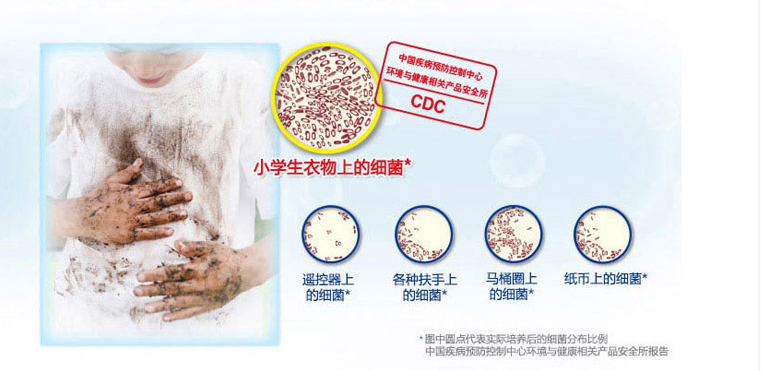 中国疾病预防控制中心
环境与健康相关产品安全所
CDC
小学生衣物上的细菌*
遥控器上
的细菌*
各种扶手上
的细菌*
马桶圈上
的细菌*
纸币上的细菌*
*图中圆点代表实际培养后的细菌分布比例
中国疾病预防控制中心环境与健康相关产品安全所报告